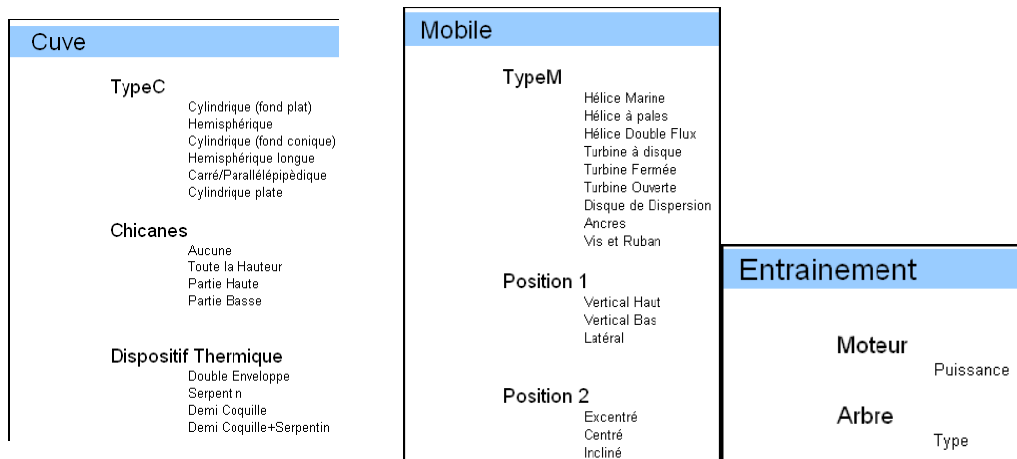 Cuve
TypeC
Cylindrique (fond plat)
Hemisphérique
Cylindrique (fond conique)
Hemisphérique longue
Carré/Parallélépipèdique
Cylindrique plate
Chicanes
Aucune
Toute la Hauteur
Partie Haute
Partie Basse
Dispositif Thermique
Double Enveloppe
Serpentin
Demi Coquille
Demi Coquille+Serpentin
Mobile
TypeM
Hélice Marine
Hélice à pales
Hélice Double Flux
Turbine à disque
Turbine Fermée
Turbine Ouverte
Disque de Dispersion
Ancres
Vis et Ruban
Position 1
Vertical Haut
Vertical Bas
Latéral
Position 2
Excentré
Centré
Incliné
Entrainement
Moteur
Puissance
Arbre
Type